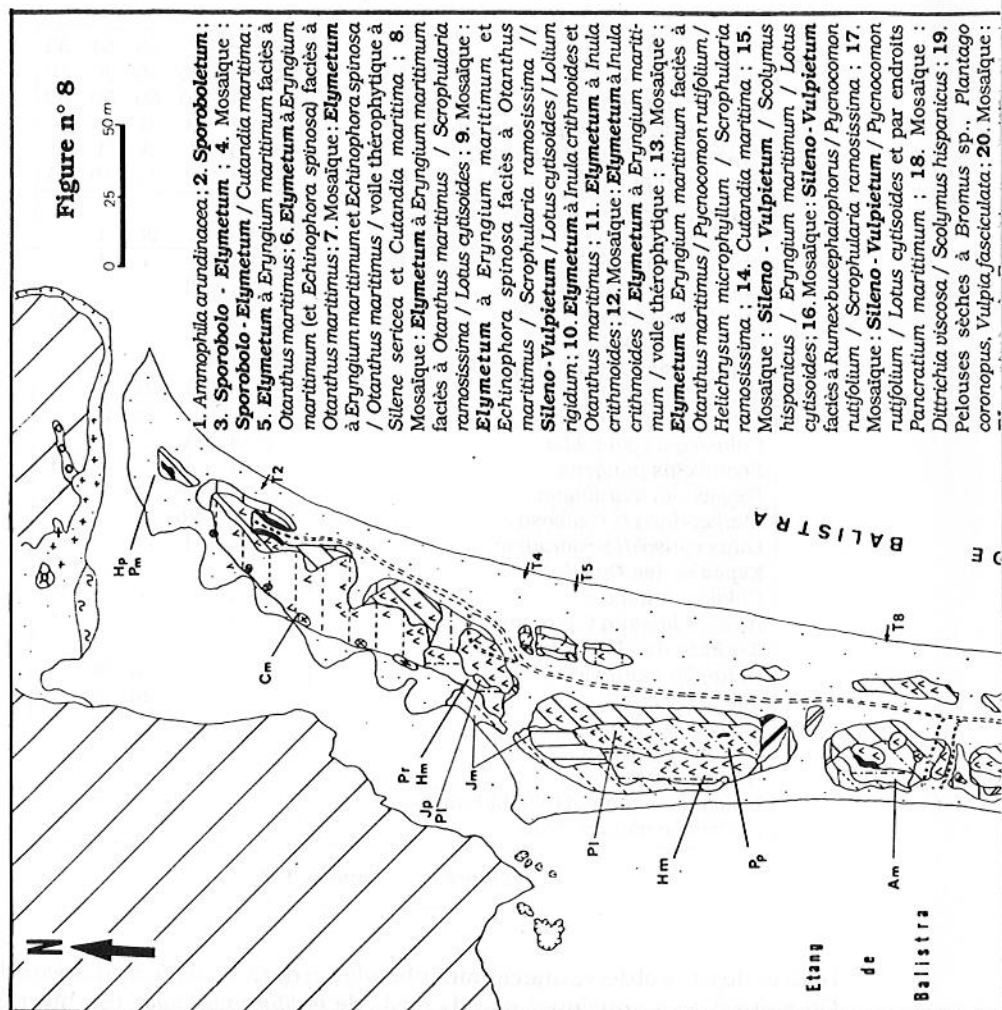 Figure n° 8
0 25 50 m
N
1. Ammophila arundinacea; 2. Sporoboletum;
3. Sporobolo - Elymetum ; 4. Mosaïque :
Sporobolo - Elymetum / Cutandia maritima ;
5. Elymetum à Eryngium maritimum faciès à
Otanthus maritimus ; 6. Elymetum à Eryngium
maritimum (et Echinophora spinosa) faciès à
Otanthus maritimus ; 7. Mosaïque : Elymetum
à Eryngium maritimum et Echinophora spinosa
/ Otanthus maritimus / voile thérophytique à
Silene sericea et Cutandia maritima ; 8.
Mosaïque : Elymetum à Eryngium maritimum
faciès à Otanthus maritimus / Scrophularia
ramosissima / Lotus cytisoides ; 9. Mosaïque :
Elymetum à Eryngium maritimum et
Echinophora spinosa faciès à Otanthus
maritimus / Scrophularia ramosissima //
Sileno - Vulpietum / Lotus cytisoides / Lolium
rigidum ; 10. Elymetum à Inula crithmoides et
Otanthus maritimus ; 11. Elymetum à Inula
crithmoides ; 12. Mosaïque : Elymetum à Inula
crithmoides / Elymetum à Eryngium mariti-
mum / voile thérophytique ; 13. Mosaïque :
Elymetum à Eryngium maritimum faciès à
Otanthus maritimus / Pycnocomon rutifolium /
Helichrysum microphyllum / Scrophularia
ramosissima ; 14. Cutandia maritima ; 15.
Mosaïque : Sileno - Vulpietum / Scolymus
hispanicus / Eryngium maritimum / Lotus
cytisoides ; 16. Mosaïque : Sileno - Vulpietum
faciès à Rumex bucephalophorus / Pycnocomon
rutifolium / Scrophularia ramosissima ; 17.
Mosaïque : Sileno - Vulpietum / Pycnocomon
rutifolium / Lotus cytisoides et par endroits
Pancratium maritimum ; 18. Mosaïque :
Dittrichia viscosa / Scolymus hispanicus ; 19.
Pelouses sèches à Bromus sp., Plantago
coronopus, Vulpia fasciculata ; 20. Mosaïque :
Hp
Pm
T2
Cm
T4
T5
BALISTRA
Pr
Hm
Jp
Pl
Jm
T8
Pl
Hm
Pp
Am
Etang
de
Balistra